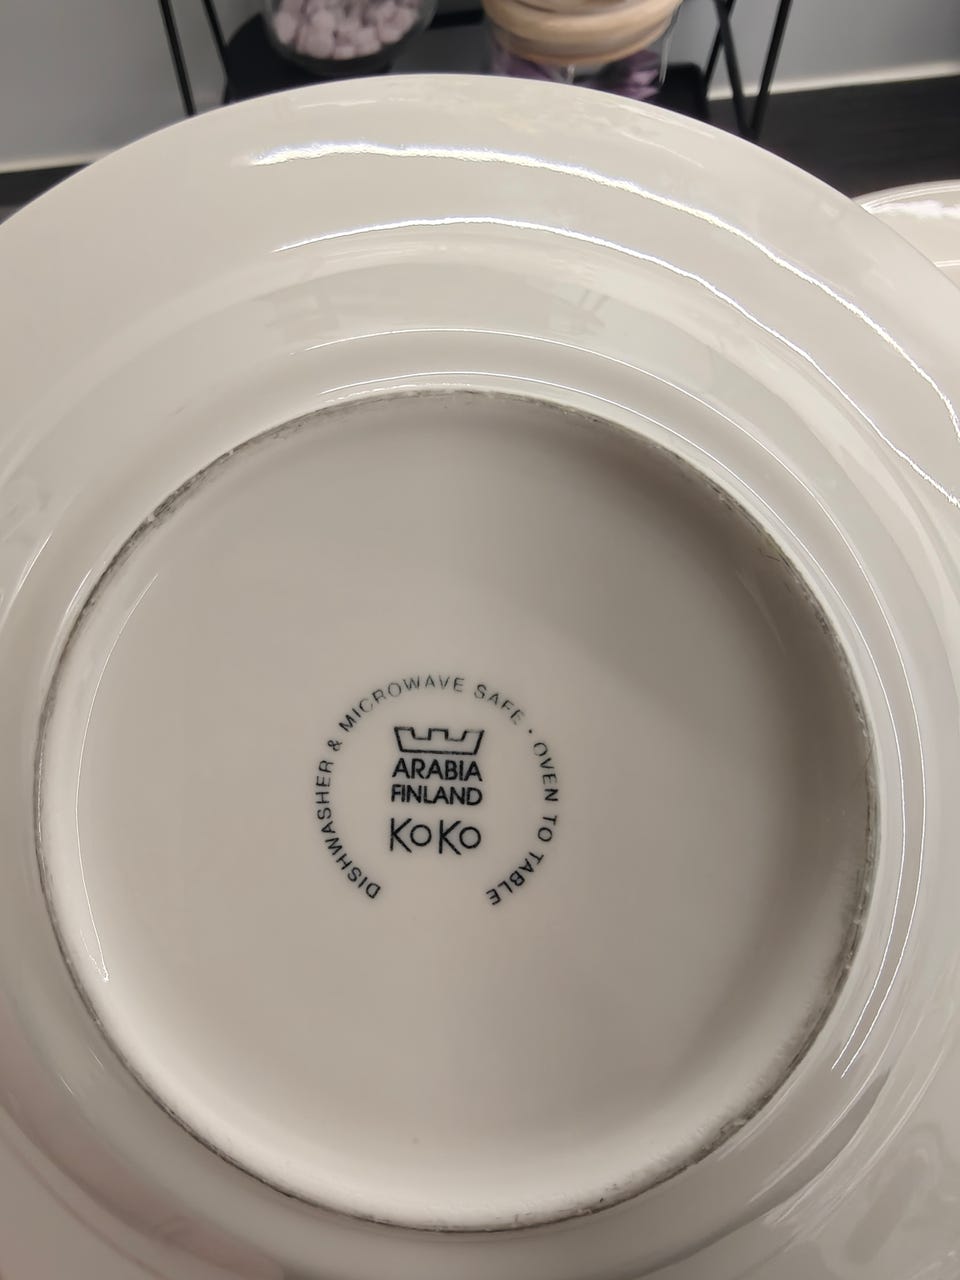 DISHWASHER & MICROWAVE SAFE · OVEN TO TABLE
ARABIA
FINLAND
KoKo